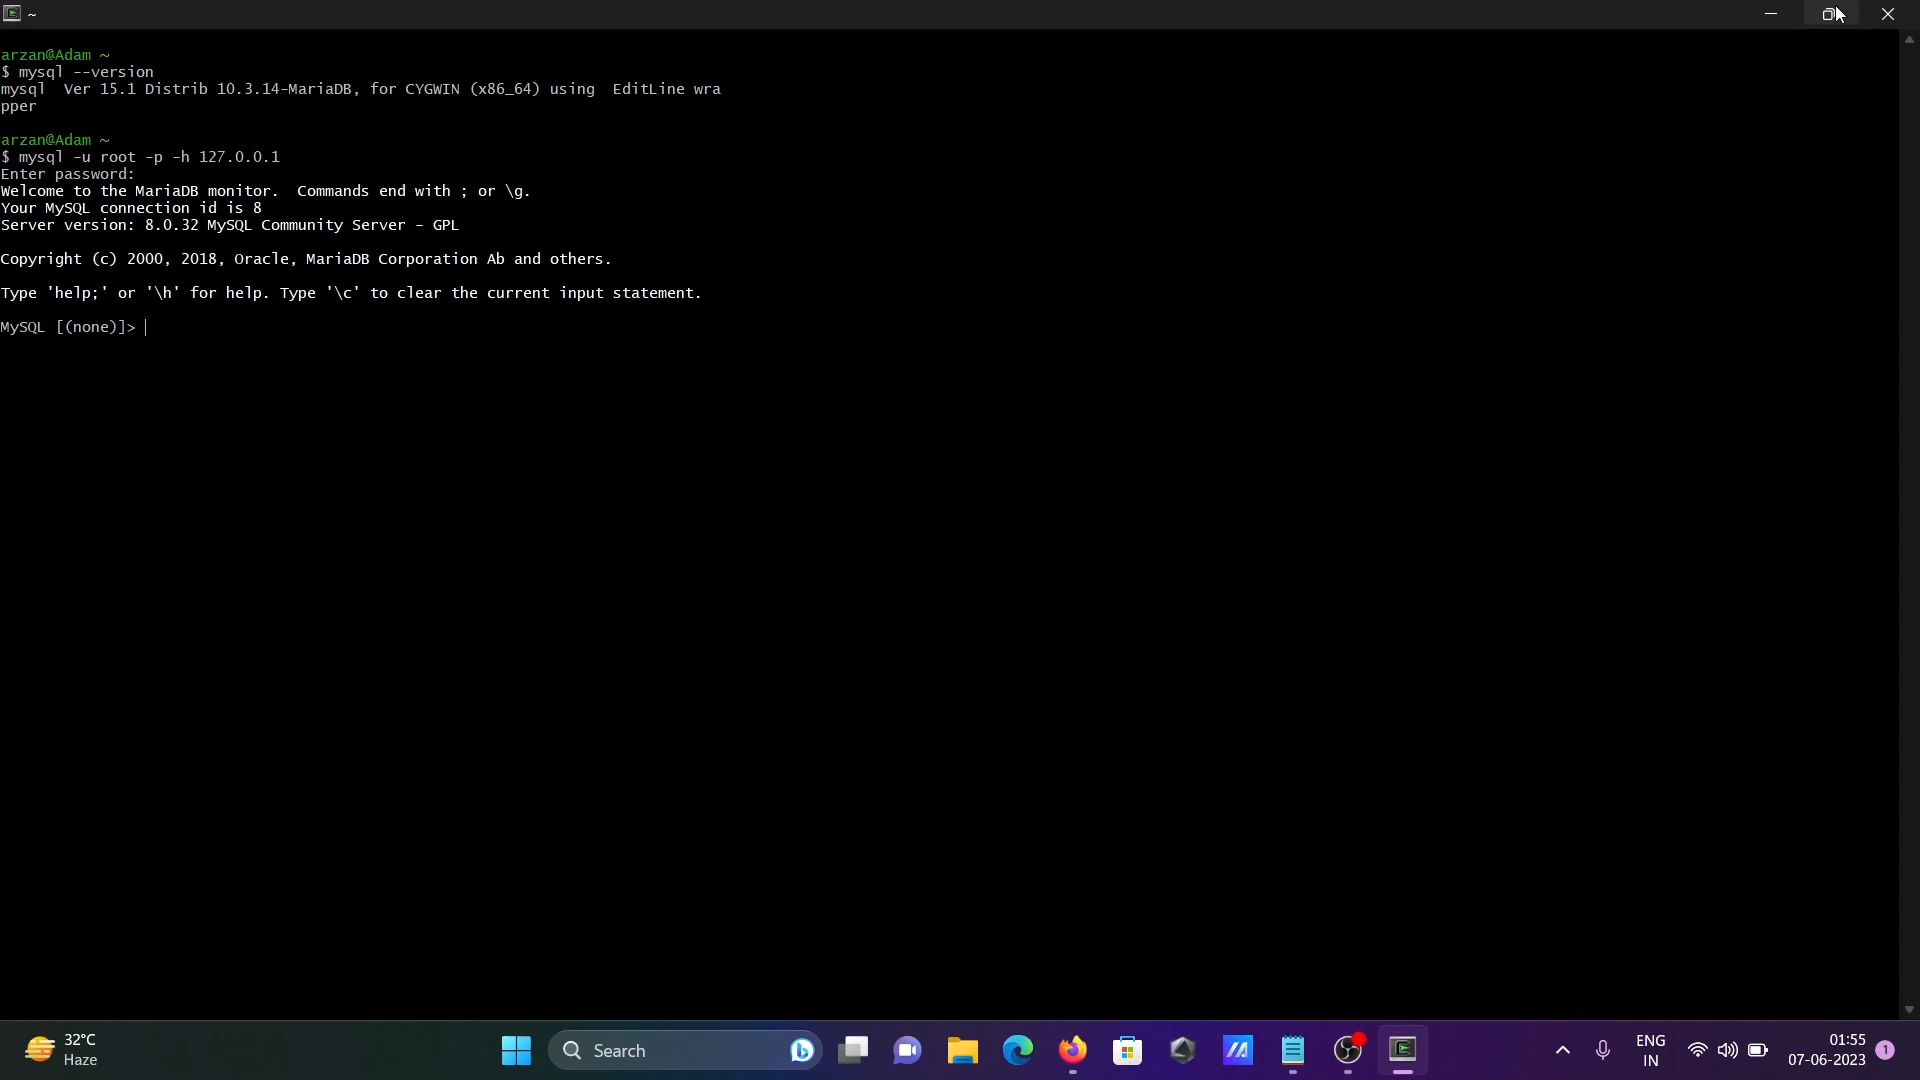 ~
arzan@Adam ~
$ mysql --version
mysql  Ver 15.1 Distrib 10.3.14-MariaDB, for CYGWIN (x86_64) using  EditLine wra
pper
arzan@Adam ~
$ mysql -u root -p -h 127.0.0.1
Enter password:
Welcome to the MariaDB monitor.  Commands end with ; or \g.
Your MySQL connection id is 8
Server version: 8.0.32 MySQL Community Server - GPL
Copyright (c) 2000, 2018, Oracle, MariaDB Corporation Ab and others.
Type 'help;' or '\h' for help. Type '\c' to clear the current input statement.
MySQL [(none)]>
32°C
Haze
Search
ENG
IN
01:55
07-06-2023
1